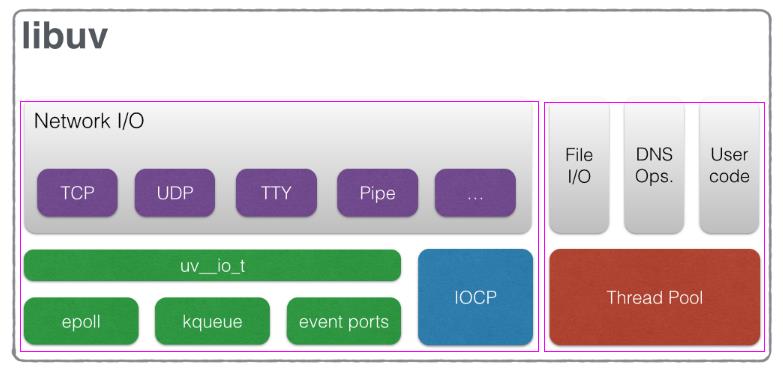 libuv
Network I/O
TCP
UDP
TTY
Pipe
...
uv__io_t
epoll
kqueue
event ports
IOCP
File
I/O
DNS
Ops.
User
code
Thread Pool